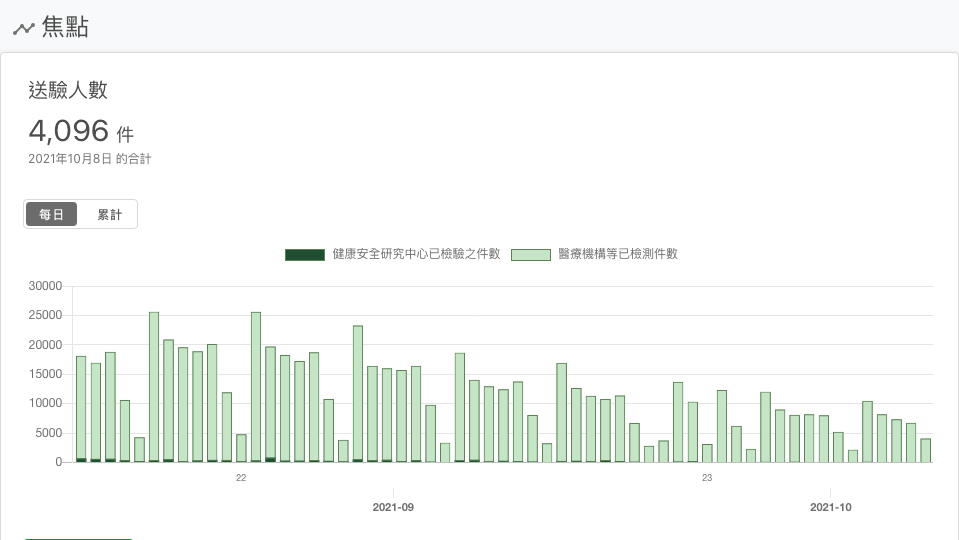 焦點
送驗人數
4,096 件
2021年10月8日 的合計
每日 累計
健康安全研究中心已檢驗之件數 醫療機構等已檢測件數
30000
25000
20000
15000
10000
5000
0
22 23
2021-09 2021-10